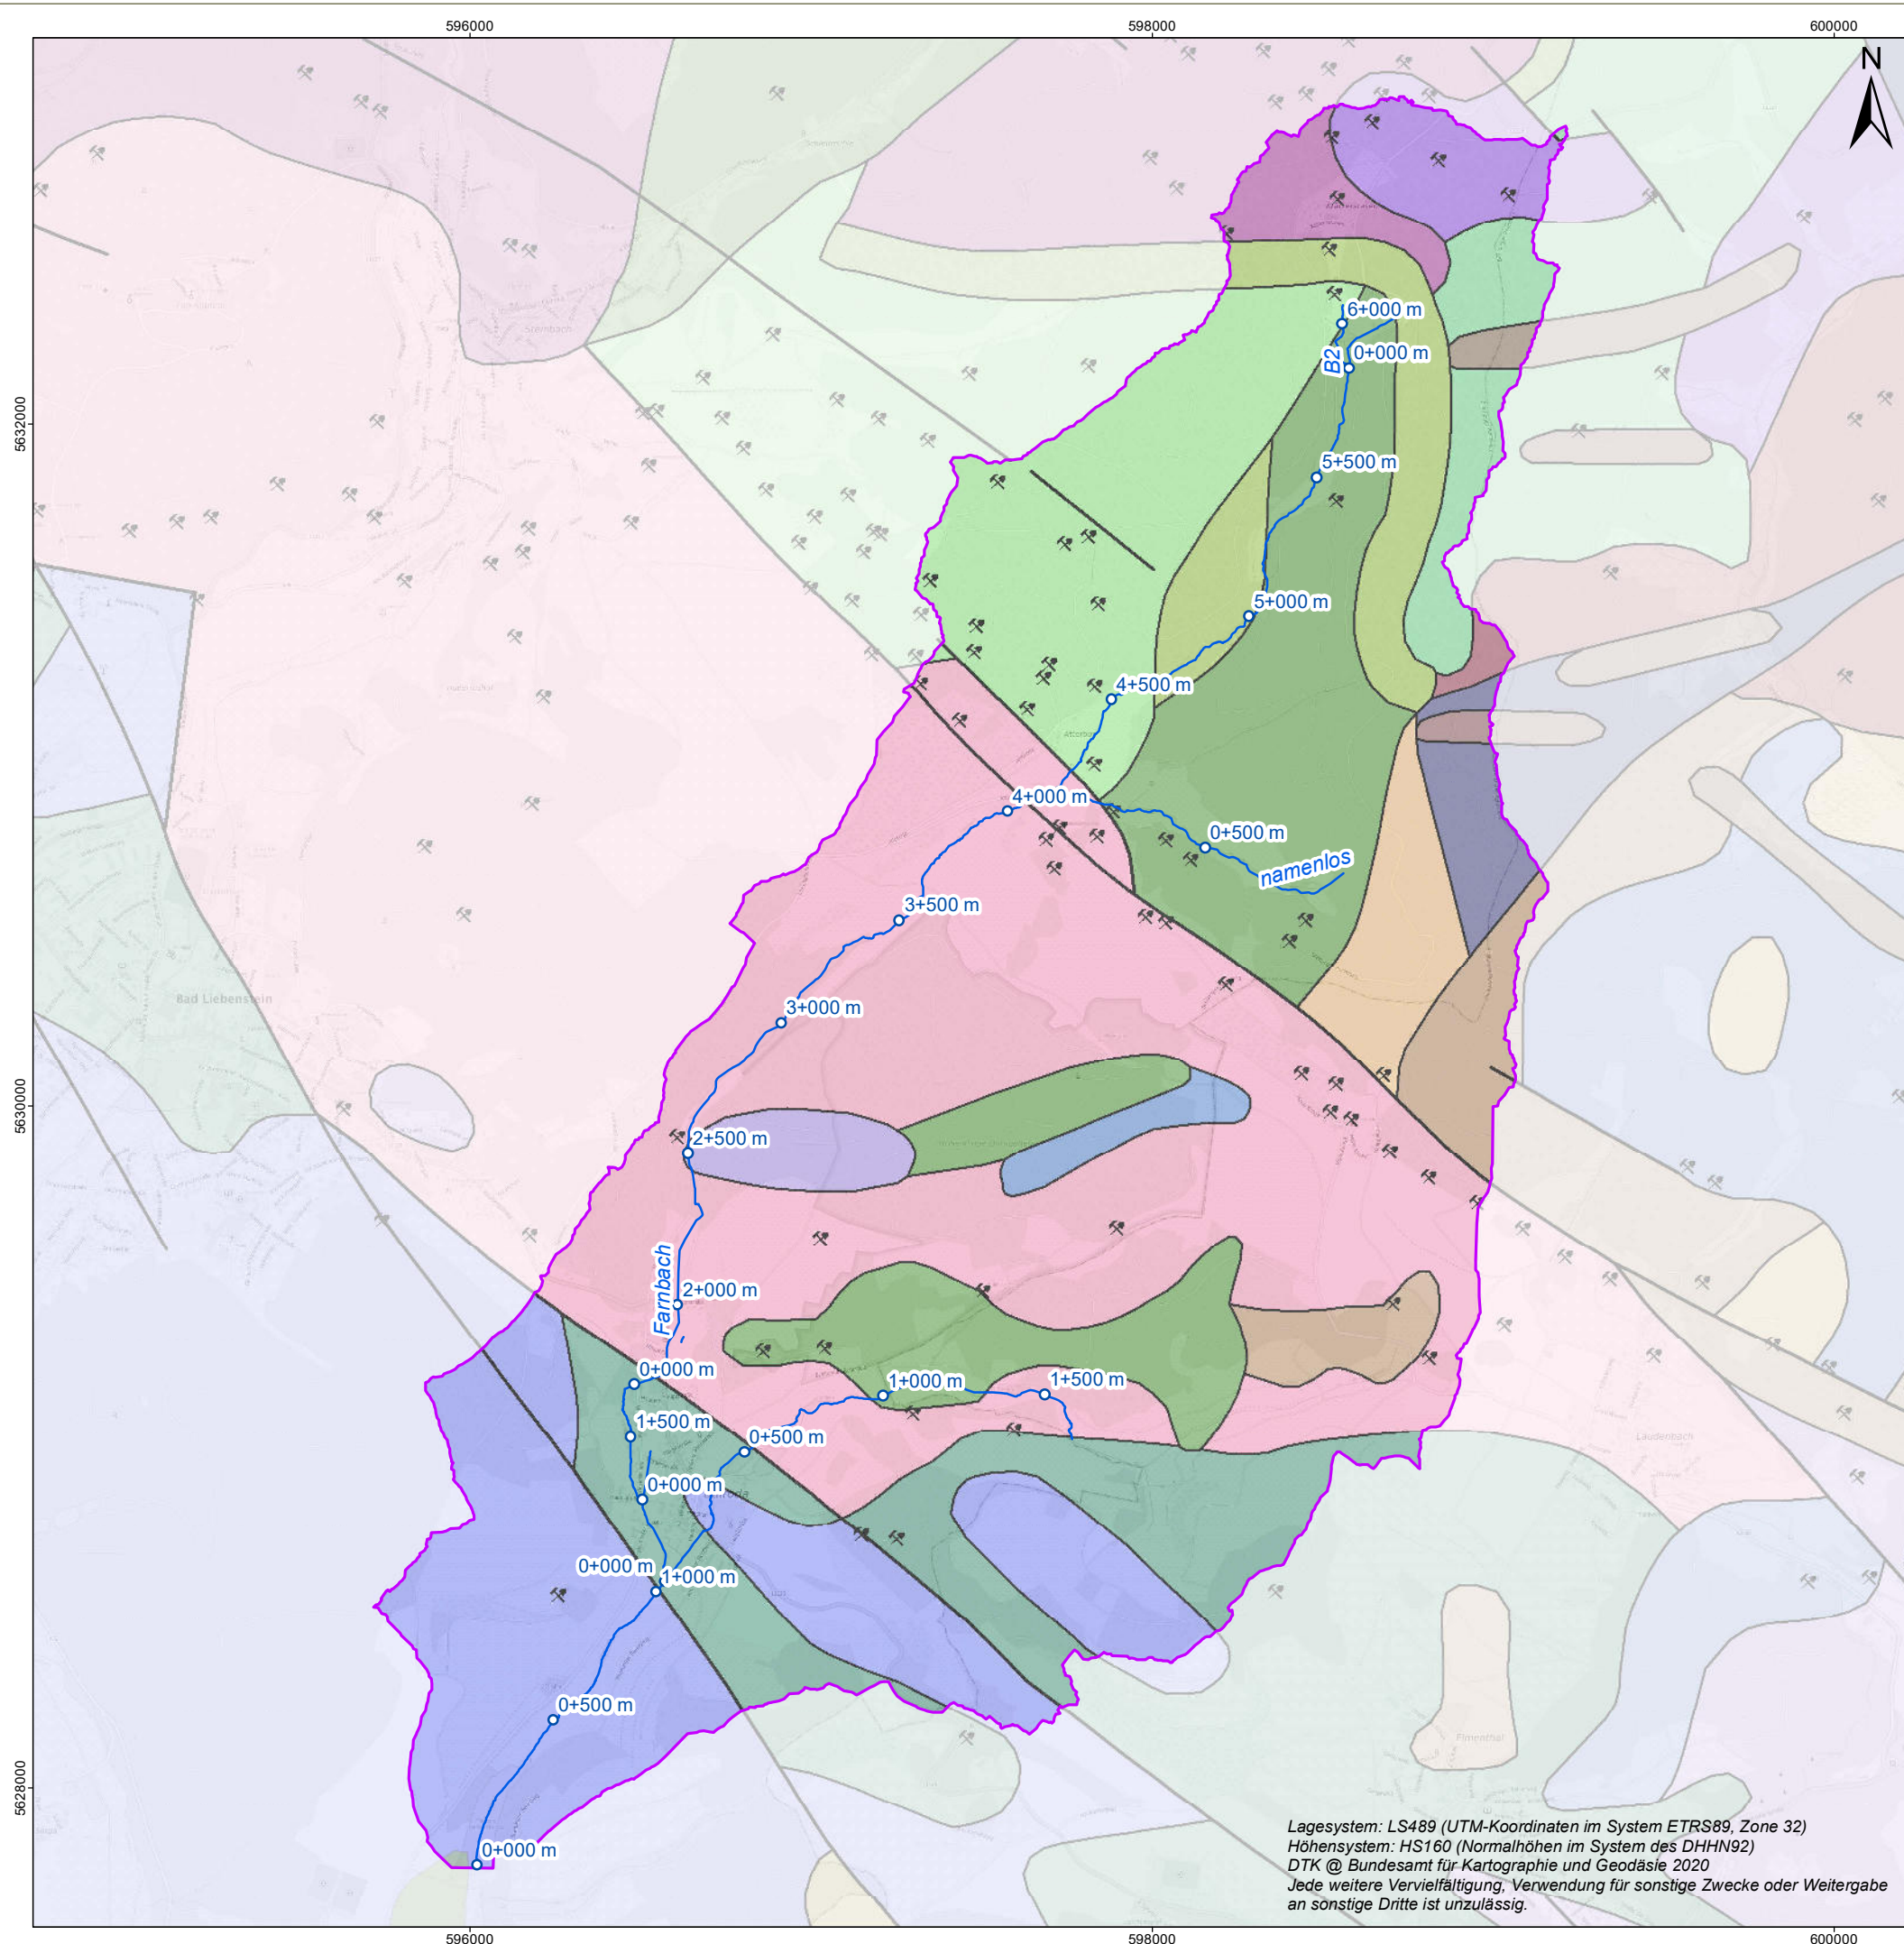 596000
598000
600000
N
6+000 m
B2
0+000 m
5632000
5+500 m
5+000 m
4+500 m
4+000 m
0+500 m
namenlos
3+500 m
Bad Liebenstein
3+000 m
5630000
2+500 m
Farnbach
2+000 m
0+000 m
1+000 m
1+500 m
1+500 m
0+500 m
Laudenbach
0+000 m
0+000 m
1+000 m
0+500 m
Elmenthal
5628000
0+000 m
Lagesystem: LS489 (UTM-Koordinaten im System ETRS89, Zone 32)
Höhensystem: HS160 (Normalhöhen im System des DHHN92)
DTK @ Bundesamt für Kartographie und Geodäsie 2020
Jede weitere Vervielfältigung, Verwendung für sonstige Zwecke oder Weitergabe
an sonstige Dritte ist unzulässig.
596000
598000
600000